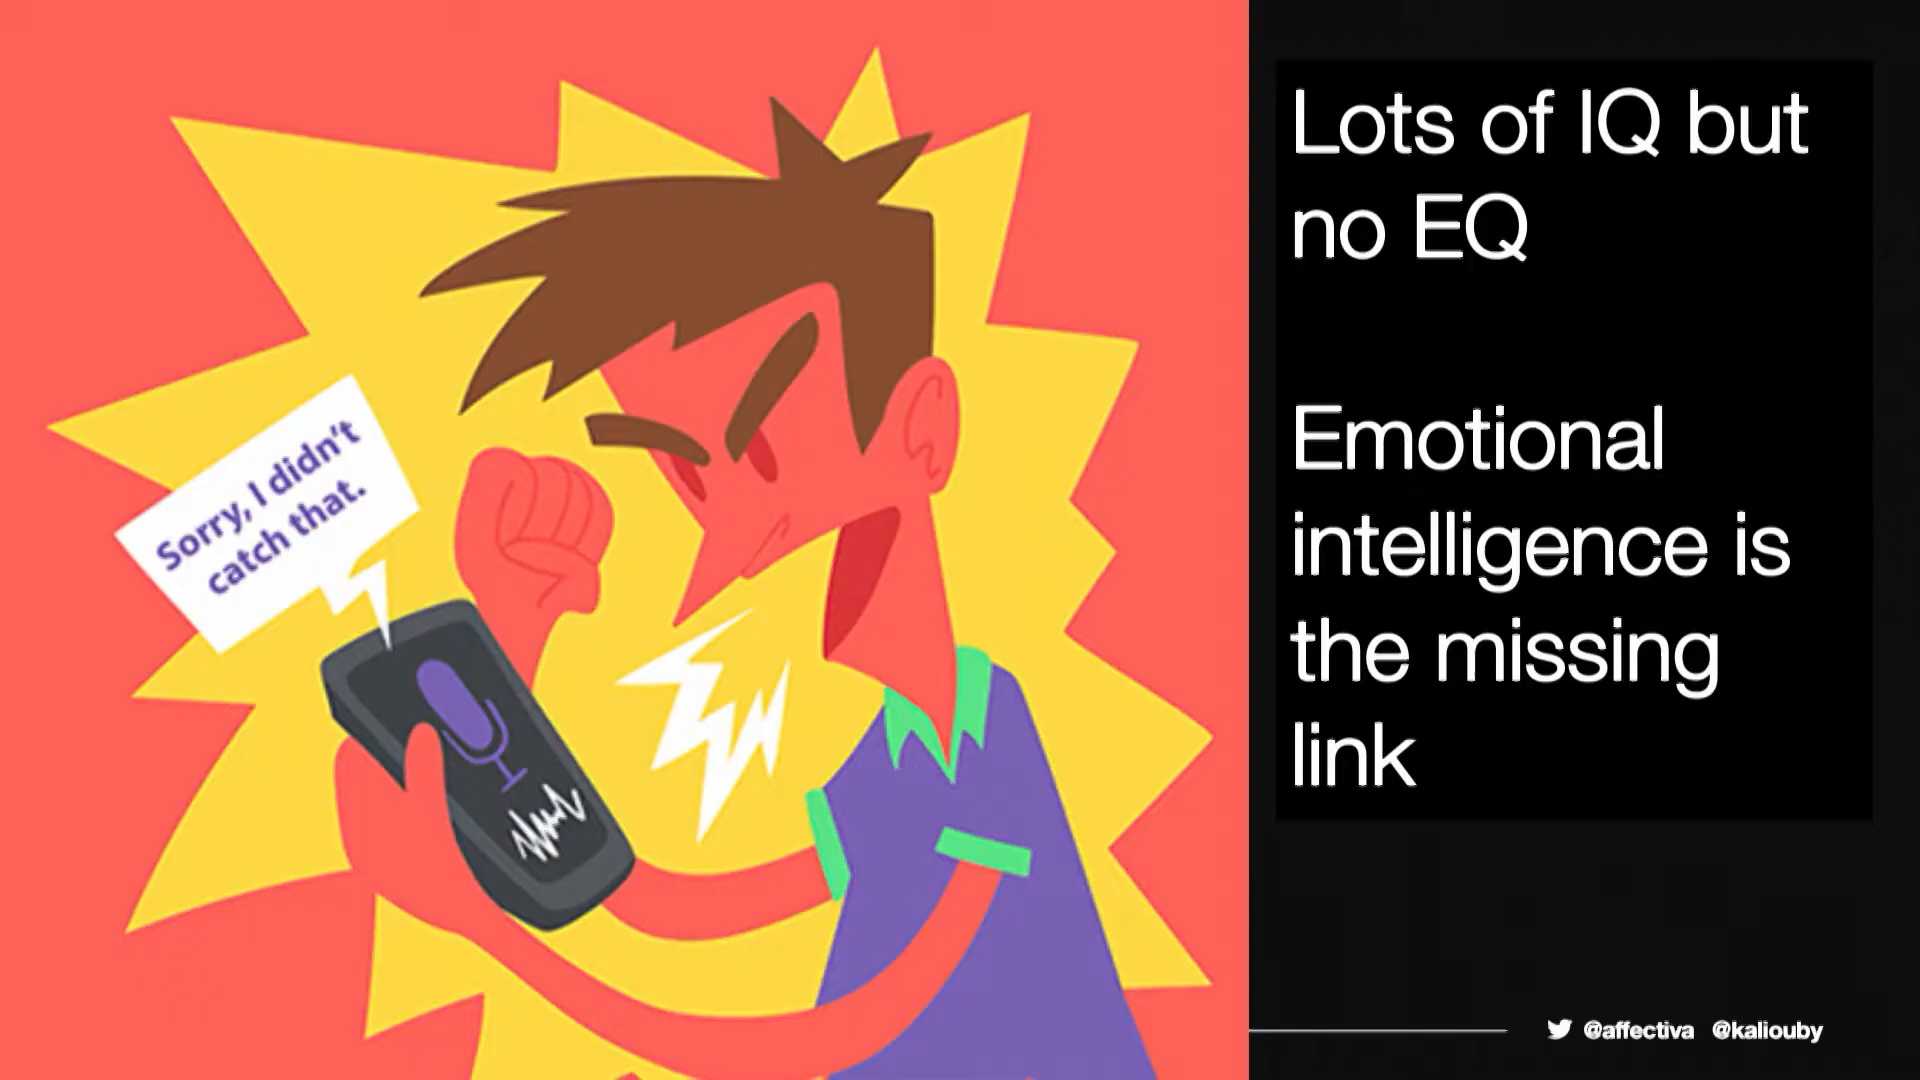 Sorry, I didn't
catch that.
Lots of IQ but
no EQ
Emotional
intelligence is
the missing
link
@affectiva @kaliouby